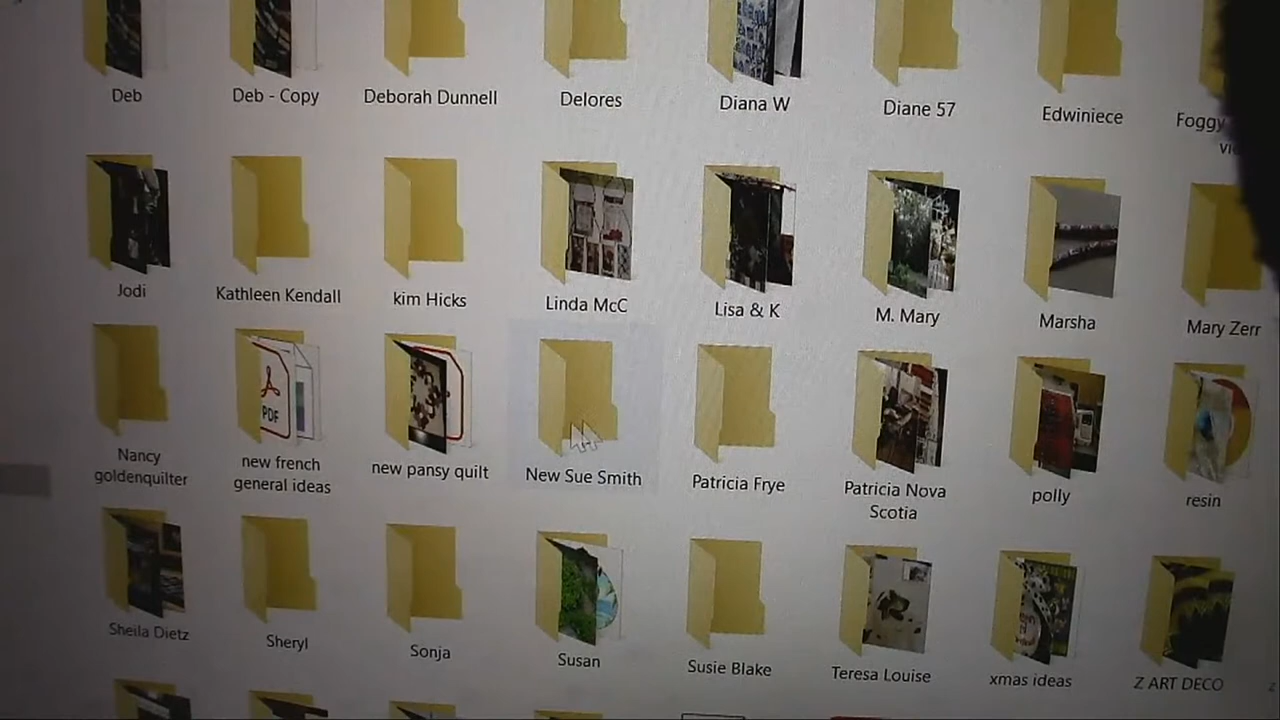 Deb
Deb - Copy
Deborah Dunnell
Delores
Diana W
Diane 57
Edwiniece
Foggy
Jodi
Kathleen Kendall
kim Hicks
Linda McC
Lisa & K
M. Mary
Marsha
Mary Zerr
PDF
Nancy
goldenquilter
new french
general ideas
new pansy quilt
New Sue Smith
Patricia Frye
Patricia Nova
Scotia
polly
resin
Sheila Dietz
Sheryl
Sonja
Susan
Susie Blake
Teresa Louise
xmas ideas
Z ART DECO